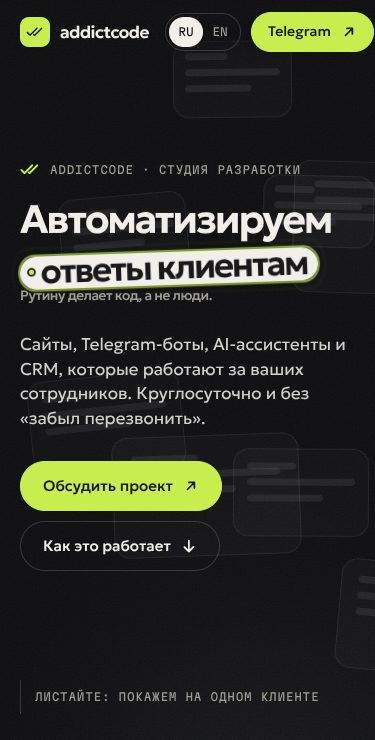 addictcode
RU EN
Telegram
ADDICTCODE · СТУДИЯ РАЗРАБОТКИ
Автоматизируем
ответы клиентам
Рутину делает код, а не люди.
Сайты, Telegram-боты, AI-ассистенты и
CRM, которые работают за ваших
сотрудников. Круглосуточно и без
«забыл перезвонить».
Обсудить проект
Как это работает
ЛИСТАЙТЕ: ПОКАЖЕМ НА ОДНОМ КЛИЕНТЕ